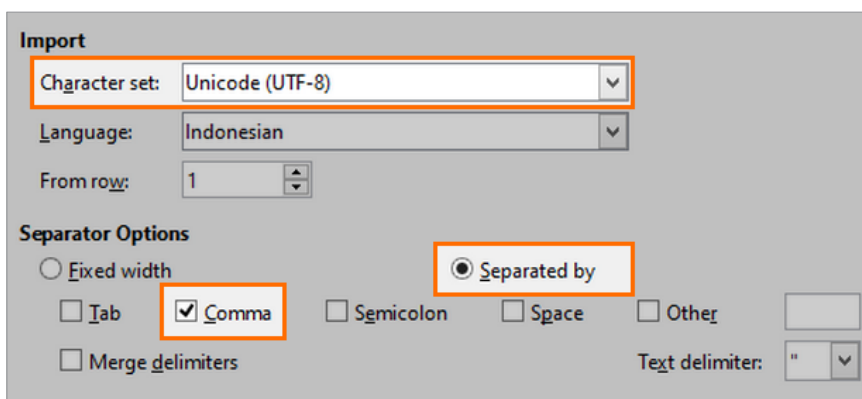 Import
Character set: Unicode (UTF-8)
Language: Indonesian
From row: 1
Separator Options
Fixed width Separated by
Tab Comma Semicolon Space Other
Merge delimiters Text delimiter: "